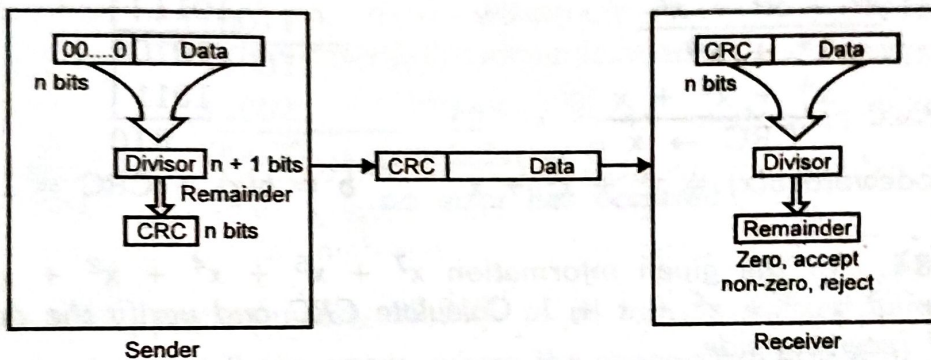 00....0 Data
n bits
Divisor n + 1 bits
Remainder
CRC n bits
Sender
CRC Data
CRC Data
n bits
Divisor
Remainder
Zero, accept
non-zero, reject
Receiver